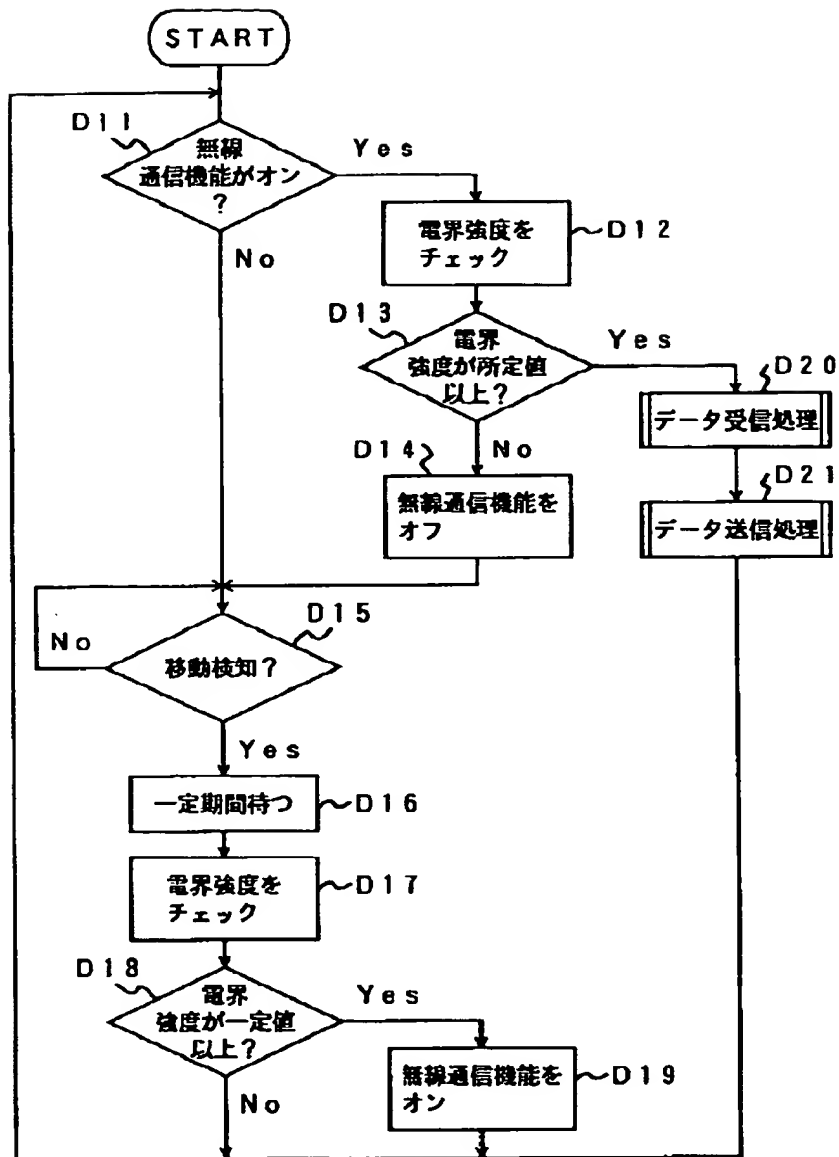 START
D11
無線
通信機能がオン
?
Yes
No
電界強度を
チェック
D12
D13
電界
強度が所定値
以上?
Yes
No
D20
データ受信処理
D21
データ送信処理
D14
無線通信機能を
オフ
D15
移動検知?
No
Yes
一定期間待つ
D16
電界強度を
チェック
D17
D18
電界
強度が一定値
以上?
Yes
No
無線通信機能を
オン
D19